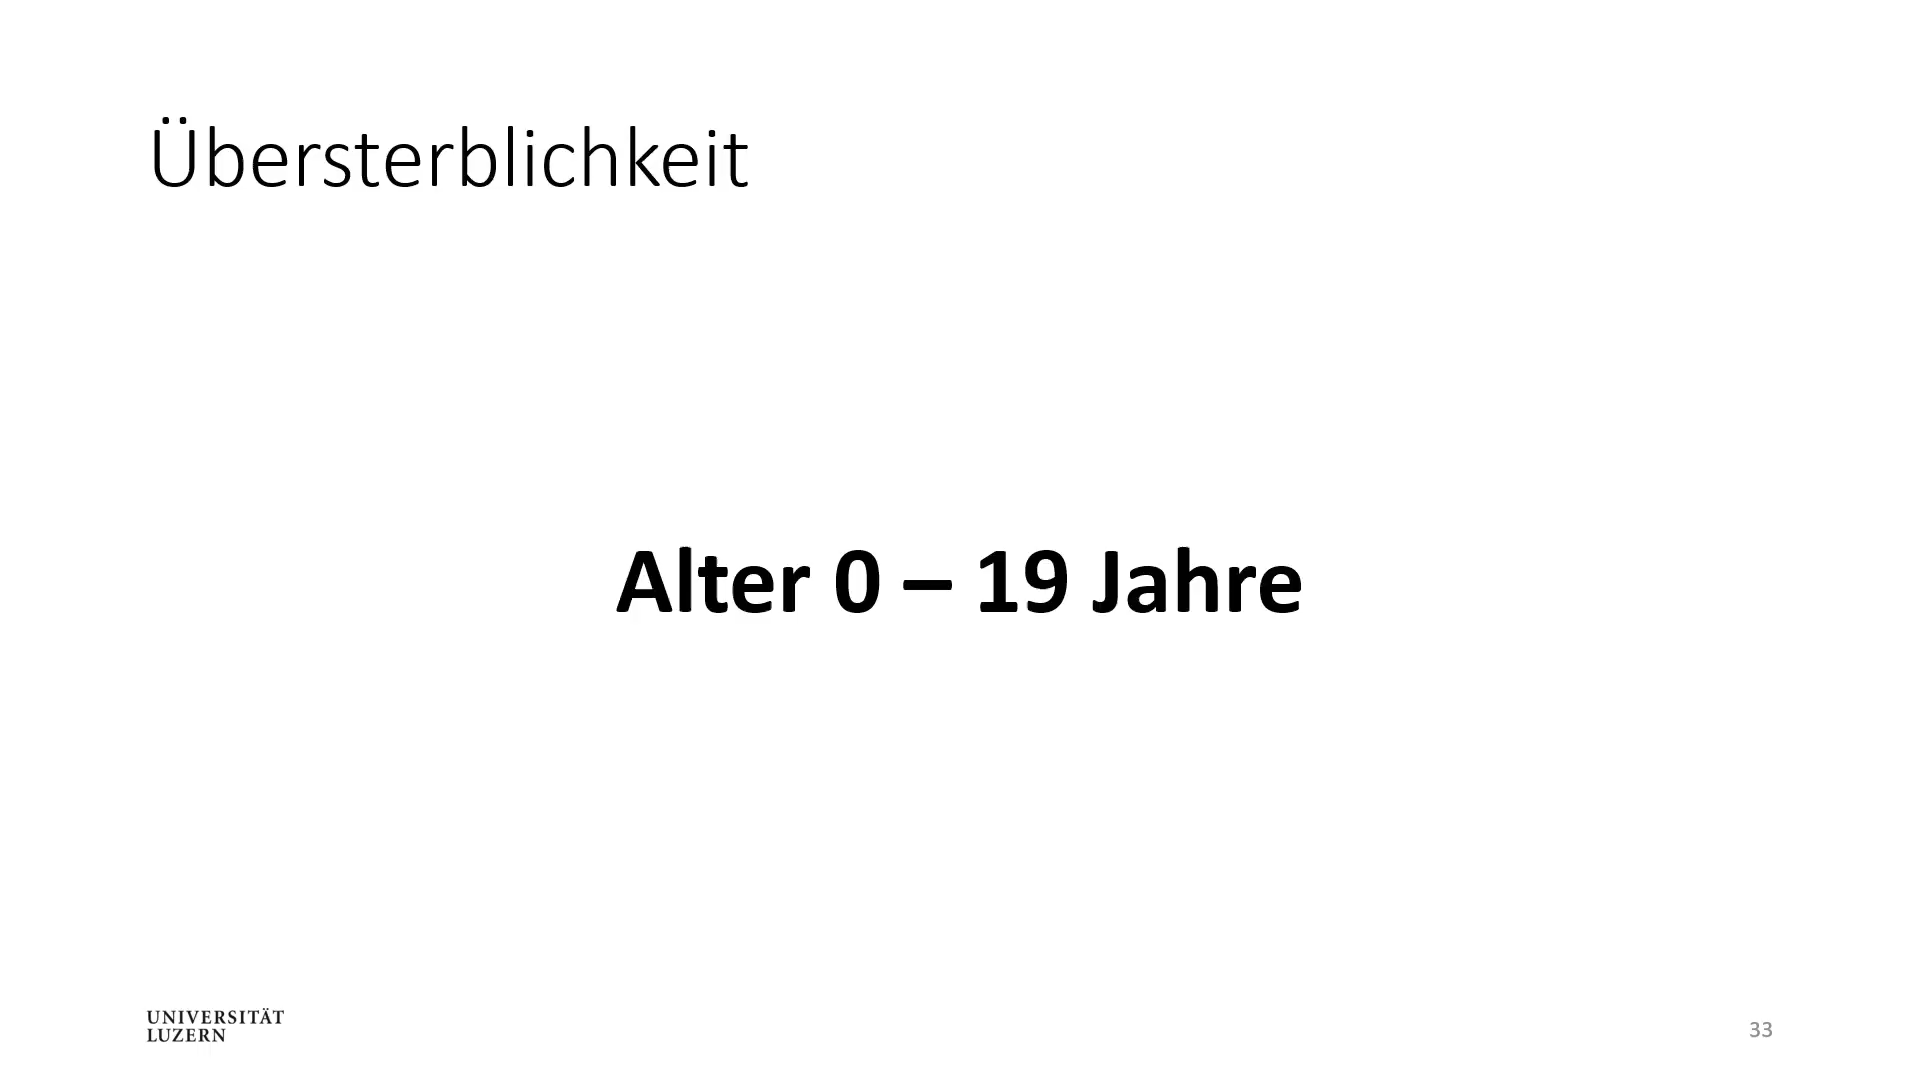 Übersterblichkeit
Alter 0 – 19 Jahre
UNIVERSITÄT
LUZERN
33